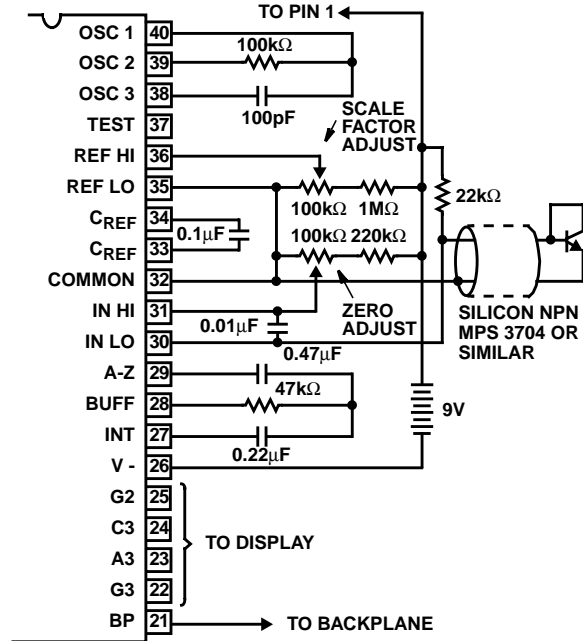 TO PIN 1
OSC 1 40
100kΩ
OSC 2 39
OSC 3 38
100pF
TEST 37
SCALE
FACTOR
ADJUST
REF HI 36
REF LO 35
100kΩ 1MΩ
22kΩ
C REF 34
0.1µF
C REF 33
100kΩ 220kΩ
COMMON 32
IN HI 31
ZERO
ADJUST
0.01µF
IN LO 30
SILICON NPN
MPS 3704 OR
SIMILAR
0.47µF
A-Z 29
47kΩ
BUFF 28
9V
INT 27
0.22µF
V - 26
G2 25
C3 24
TO DISPLAY
A3 23
G3 22
BP 21
TO BACKPLANE